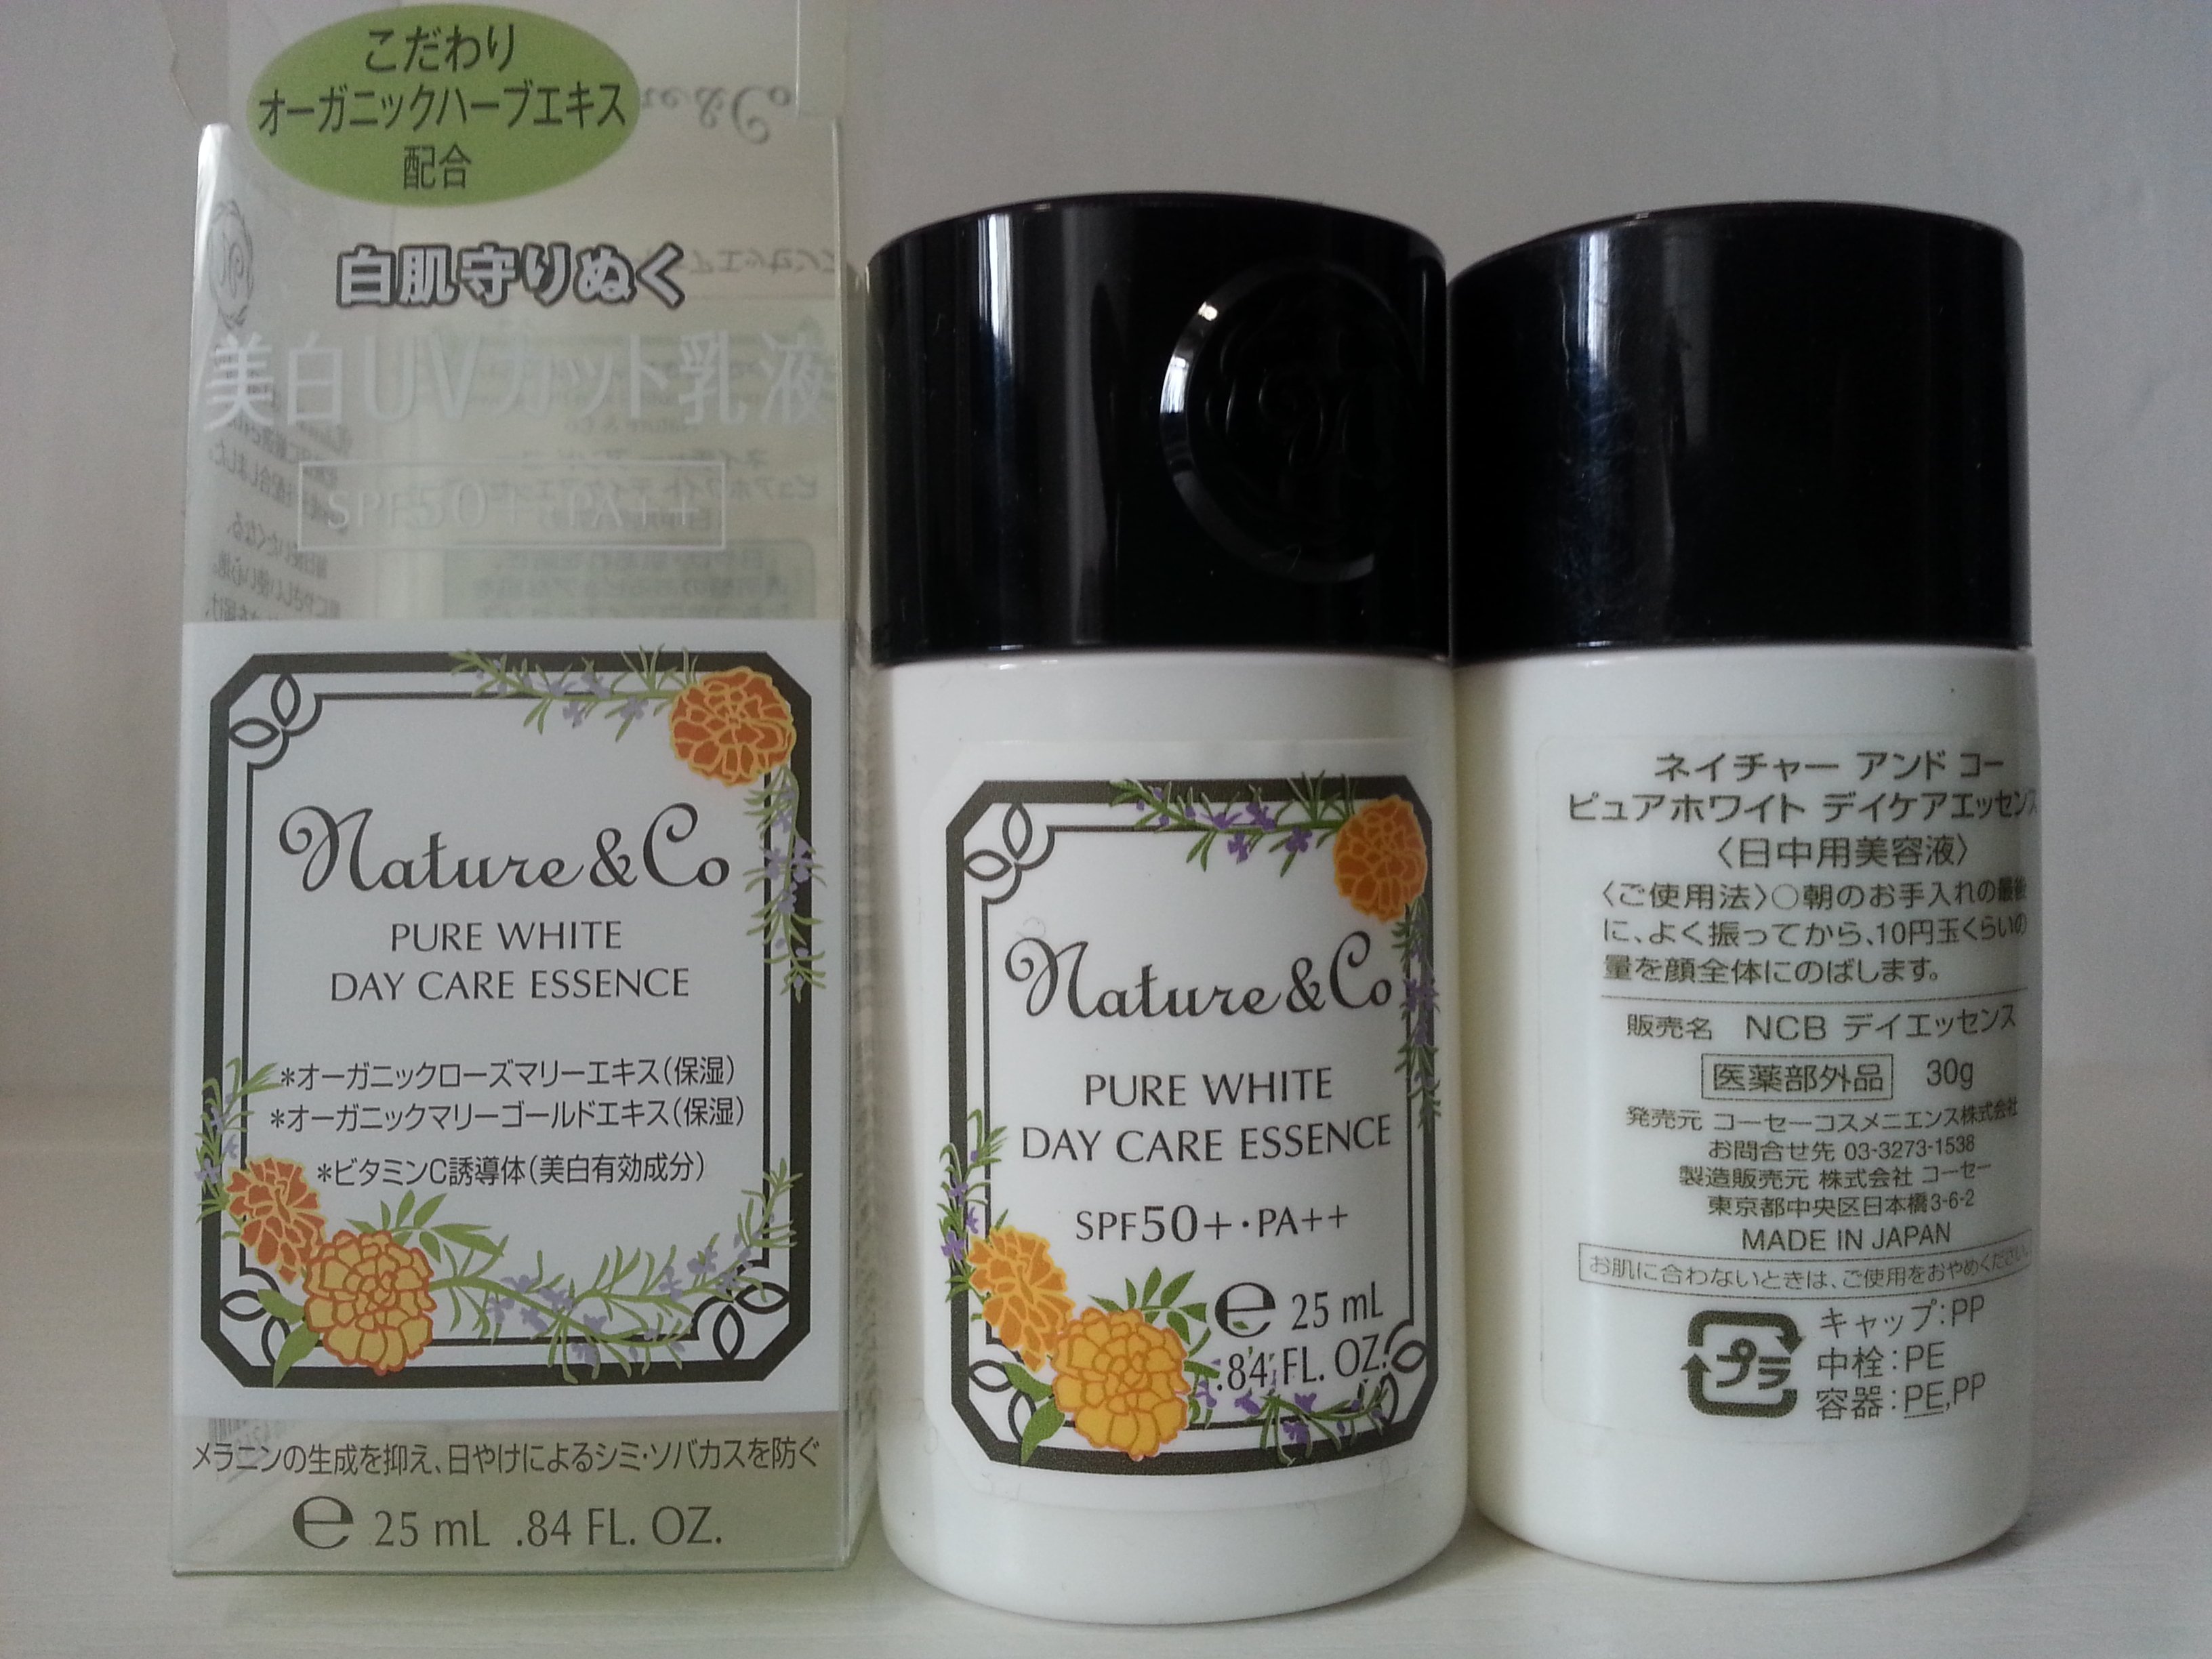 こだわり
オーガニックハーブエキス
配合
白肌守りぬく
美白UVカット乳液
SPF50+・PA++
Nature&Co
PURE WHITE
DAY CARE ESSENCE
*オーガニックローズマリーエキス(保湿)
*オーガニックマリーゴールドエキス(保湿)
*ビタミンC誘導体(美白有効成分)
メラニンの生成を抑え、日やけによるシミ・ソバカスを防ぐ
℮ 25 mL .84 FL. OZ.
Nature&Co
PURE WHITE
DAY CARE ESSENCE
SPF50+・PA++
℮ 25 mL
.84 FL. OZ.
ネイチャー アンド コー
ピュアホワイト デイケアエッセンス
〈日中用美容液〉
〈ご使用法〉○朝のお手入れの最後
に、よく振ってから、10円玉くらいの
量を顔全体にのばします。
販売名 NCB デイエッセンス
医薬部外品 30g
発売元 コーセーコスメニエンス株式会社
お問合せ先 03-3273-1538
製造販売元 株式会社 コーセー
東京都中央区日本橋3-6-2
MADE IN JAPAN
お肌に合わないときは、ご使用をおやめください。
プラ
キャップ:PP
中栓:PE
容器:PE,PP